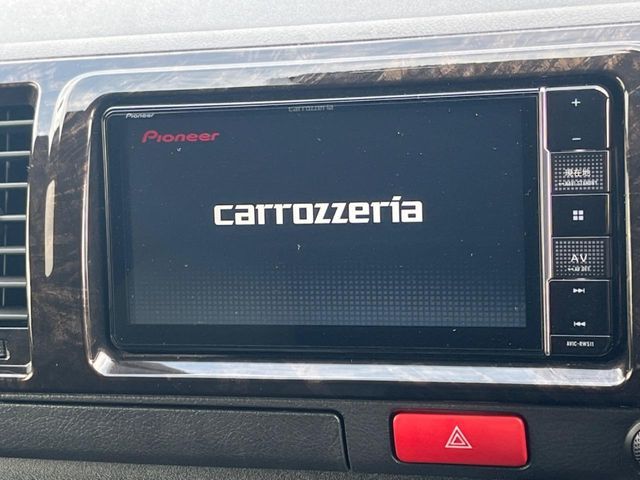 Pioneer
carrozzeria
Pioneer
carrozzeria
+
−
現在地
AV
AVIC-RW511